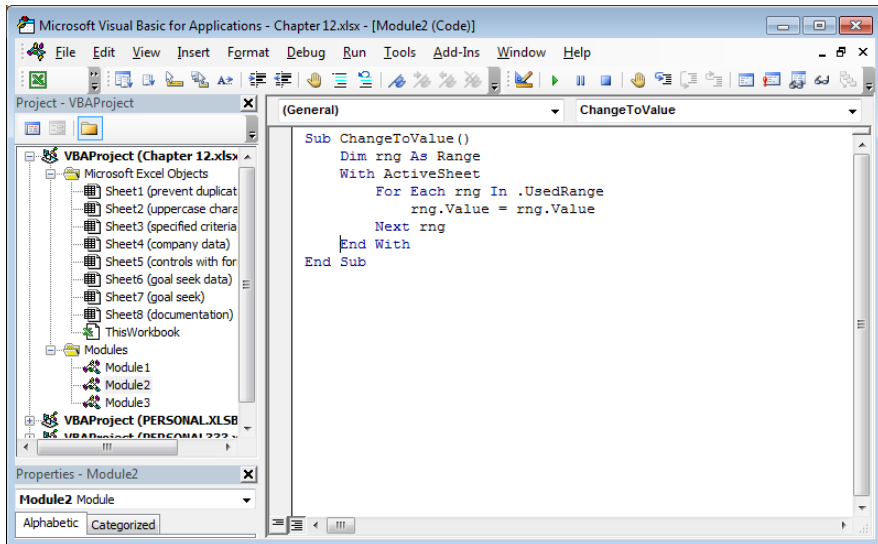 Microsoft Visual Basic for Applications - Chapter 12.xlsx - [Module2 (Code)]
File Edit View Insert Format Debug Run Tools Add-Ins Window Help
Project - VBAProject
(General) ChangeToValue
VBAProject (Chapter 12.xlsx
Microsoft Excel Objects
Sheet1 (prevent duplicat
Sheet2 (uppercase chara
Sheet3 (specified criteria
Sheet4 (company data)
Sheet5 (controls with for
Sheet6 (goal seek data)
Sheet7 (goal seek)
Sheet8 (documentation)
ThisWorkbook
Modules
Module1
Module2
Module3
VBAProject (PERSONAL.XLSB
Properties - Module2
Module2 Module
Alphabetic Categorized
Sub ChangeToValue()
Dim rng As Range
With ActiveSheet
For Each rng In .UsedRange
rng.Value = rng.Value
Next rng
End With
End Sub